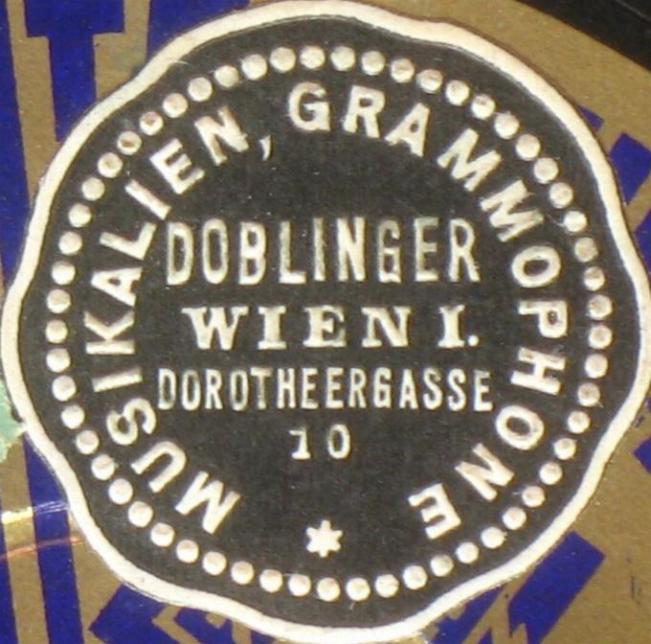 MUSIKALIEN, GRAMMOPHONE
DOBLINGER
WIEN I.
DOROTHEERGASSE
10